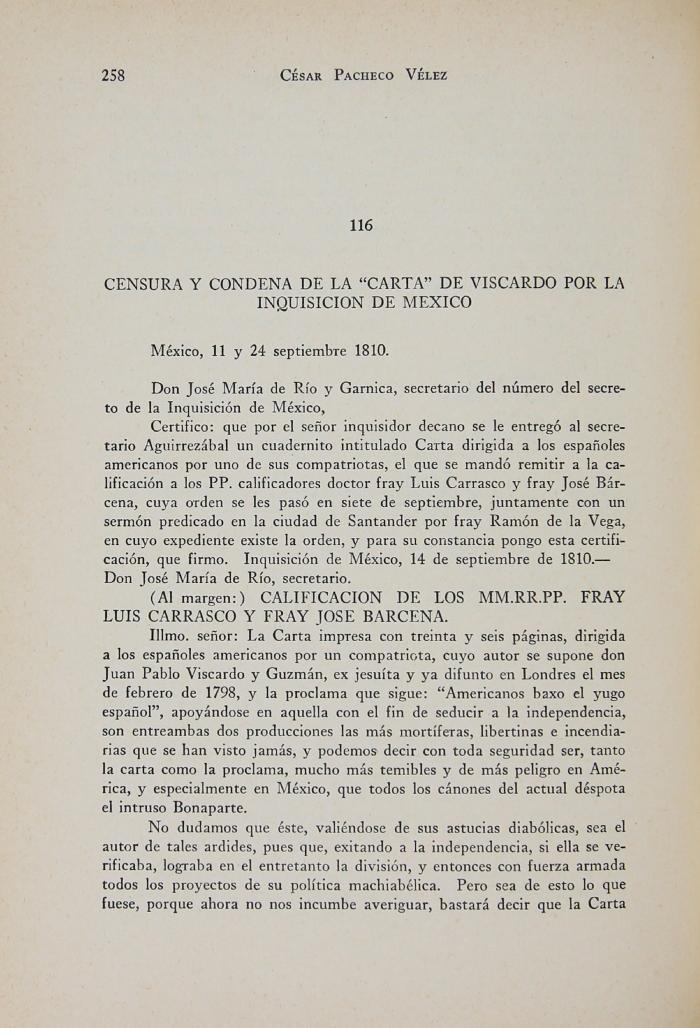 258 CÉSAR PACHECO VÉLEZ
116
CENSURA Y CONDENA DE LA “CARTA” DE VISCARDO POR LA
INQUISICION DE MEXICO
México, 11 y 24 septiembre 1810.
Don José María de Río y Garnica, secretario del número del secre-
to de la Inquisición de México,
Certifico: que por el señor inquisidor decano se le entregó al secre-
tario Aguirrezábal un cuadernito intitulado Carta dirigida a los españoles
americanos por uno de sus compatriotas, el que se mandó remitir a la ca-
lificación a los PP. calificadores doctor fray Luis Carrasco y fray José Bár-
cena, cuya orden se les pasó en siete de septiembre, juntamente con un
sermón predicado en la ciudad de Santander por fray Ramón de la Vega,
en cuyo expediente existe la orden, y para su constancia pongo esta certifi-
cación, que firmo. Inquisición de México, 14 de septiembre de 1810.—
Don José María de Río, secretario.
(Al margen:) CALIFICACION DE LOS MM.RR.PP. FRAY
LUIS CARRASCO Y FRAY JOSE BARCENA.
Illmo. señor: La Carta impresa con treinta y seis páginas, dirigida
a los españoles americanos por un compatriota, cuyo autor se supone don
Juan Pablo Viscardo y Guzmán, ex jesuíta y ya difunto en Londres el mes
de febrero de 1798, y la proclama que sigue: “Americanos baxo el yugo
español”, apoyándose en aquella con el fin de seducir a la independencia,
son entreambas dos producciones las más mortíferas, libertinas e incendia-
rias que se han visto jamás, y podemos decir con toda seguridad ser, tanto
la carta como la proclama, mucho más temibles y de más peligro en Amé-
rica, y especialmente en México, que todos los cánones del actual déspota
el intruso Bonaparte.
No dudamos que éste, valiéndose de sus astucias diabólicas, sea el
autor de tales ardides, pues que, exitando a la independencia, si ella se ve-
rificaba, lograba en el entretanto la división, y entonces con fuerza armada
todos los proyectos de su política machiabélica. Pero sea de esto lo que
fuese, porque ahora no nos incumbe averiguar, bastará decir que la Carta